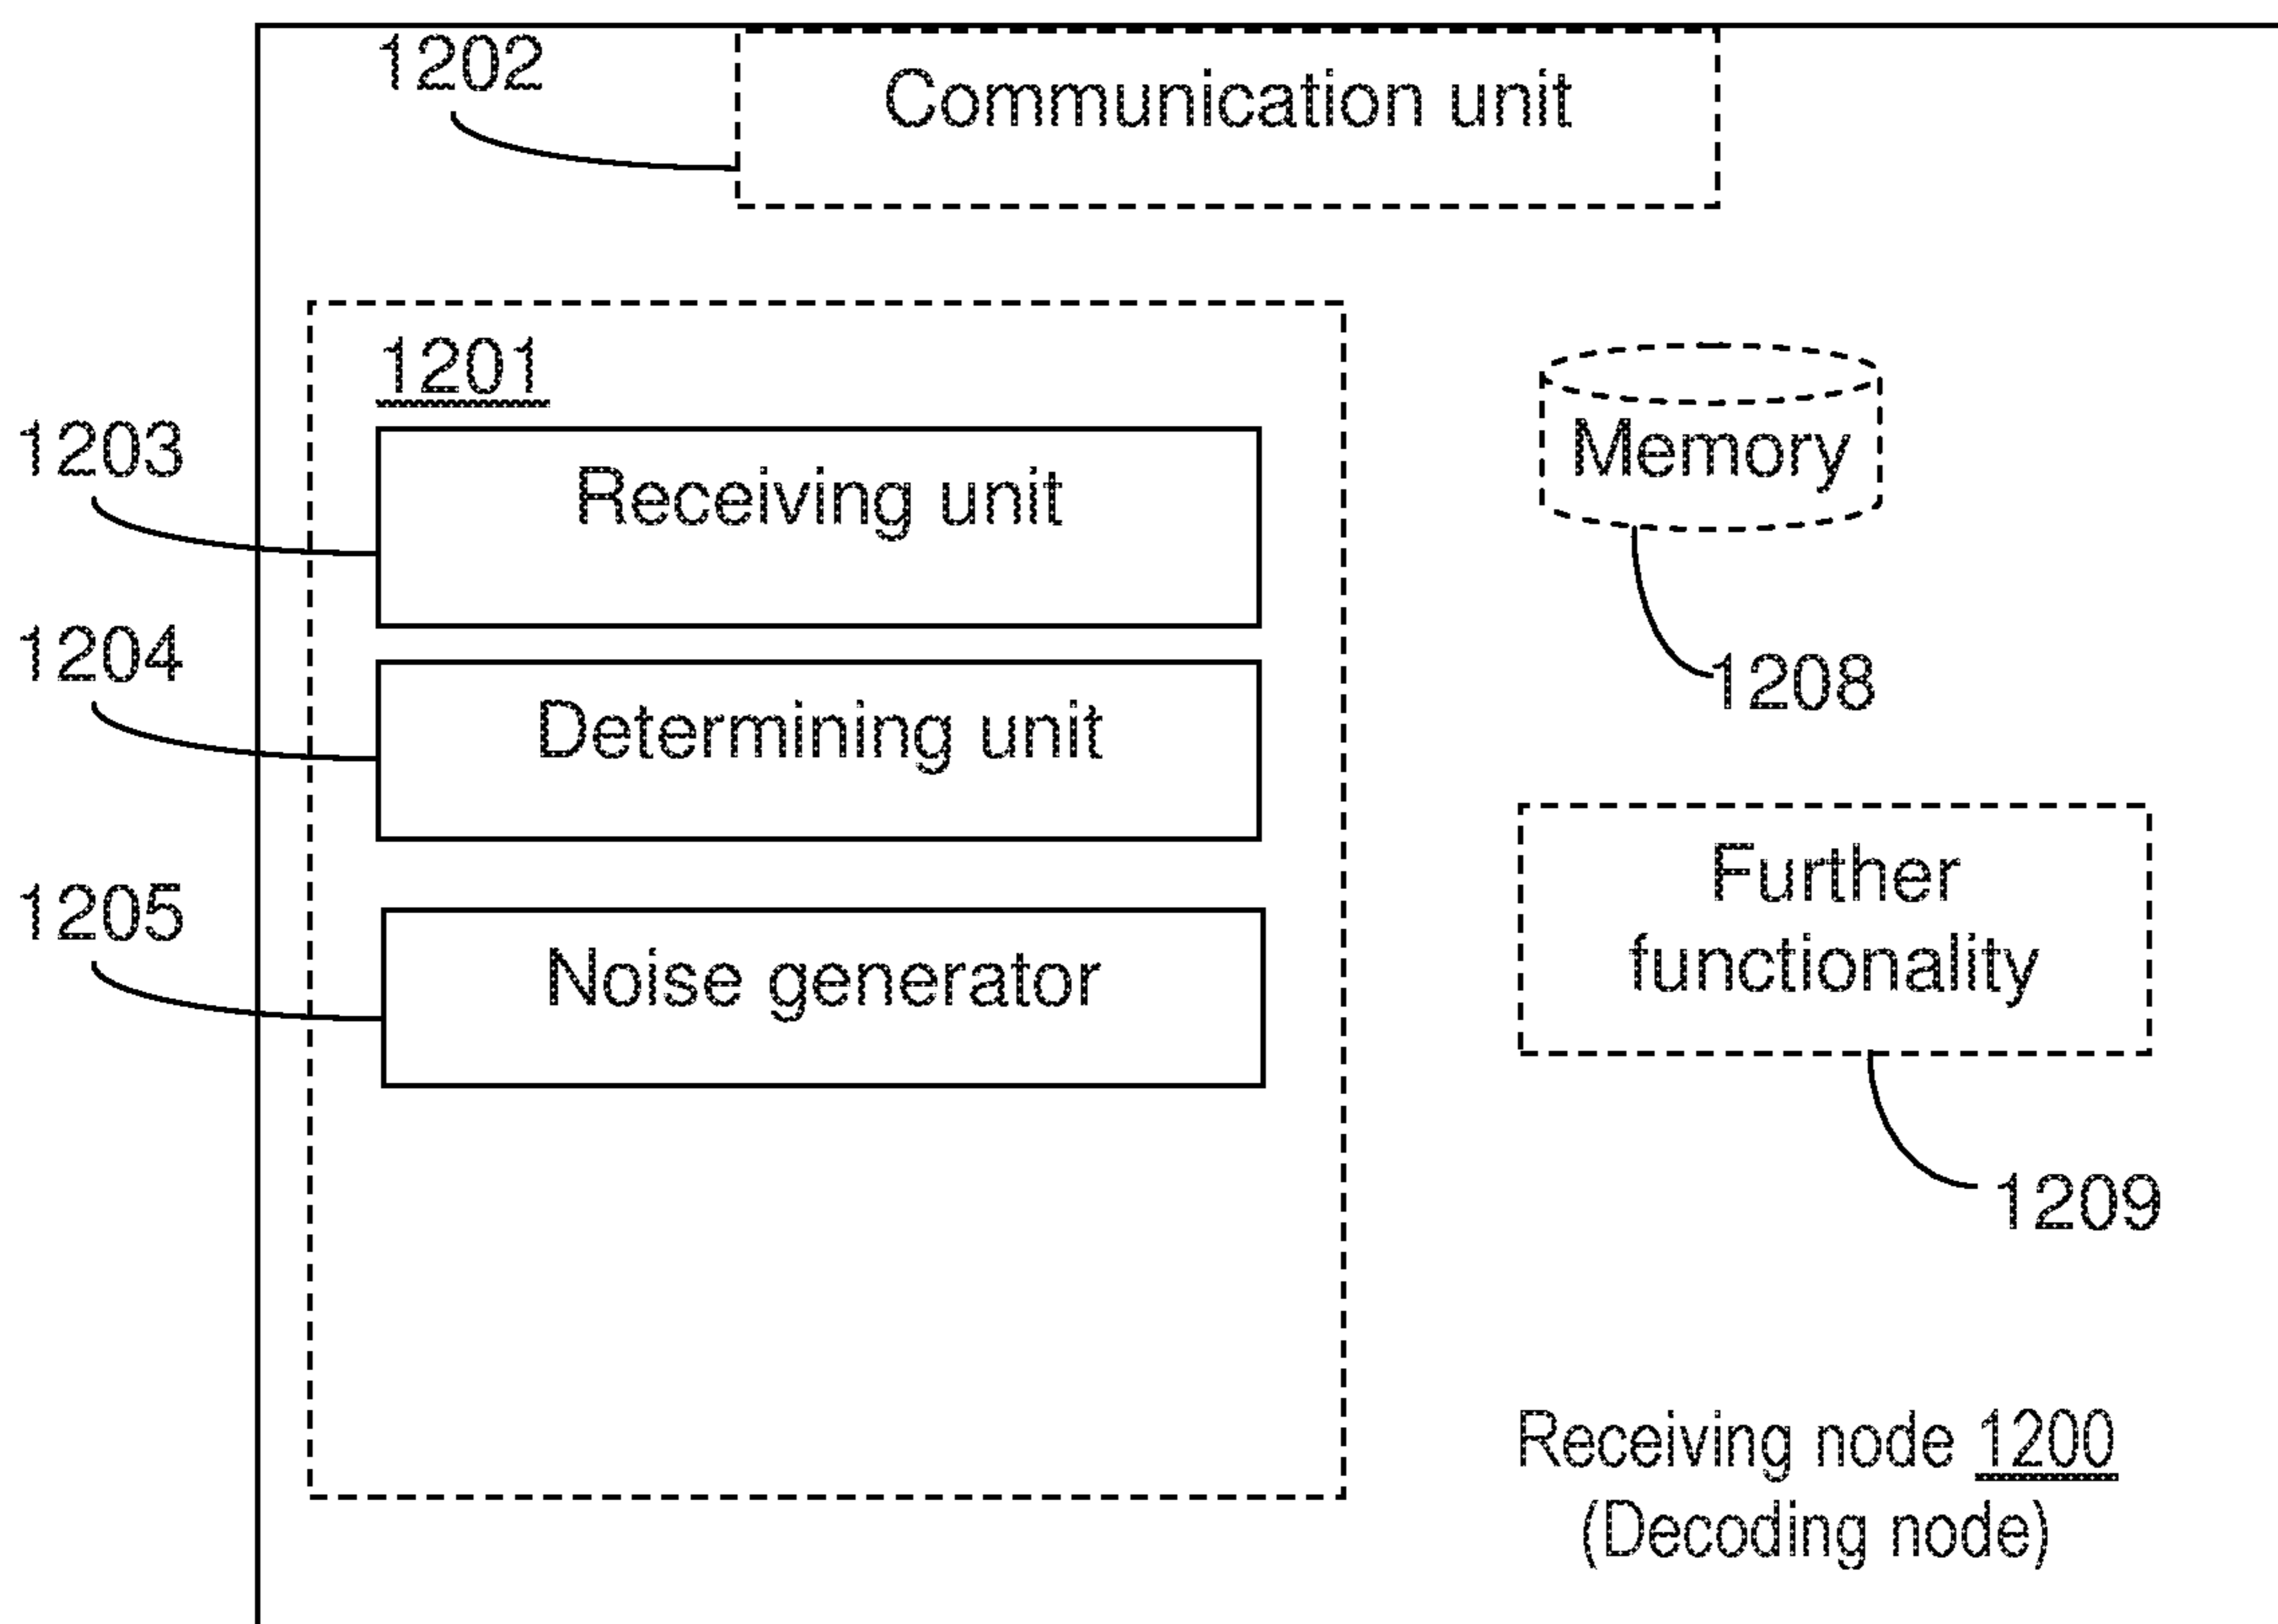 1202
Communication unit
1201
1203
Receiving unit
Memory
1204
1208
Determining unit
1205
Noise generator
Further
functionality
1209
Receiving node 1200
(Decoding node)